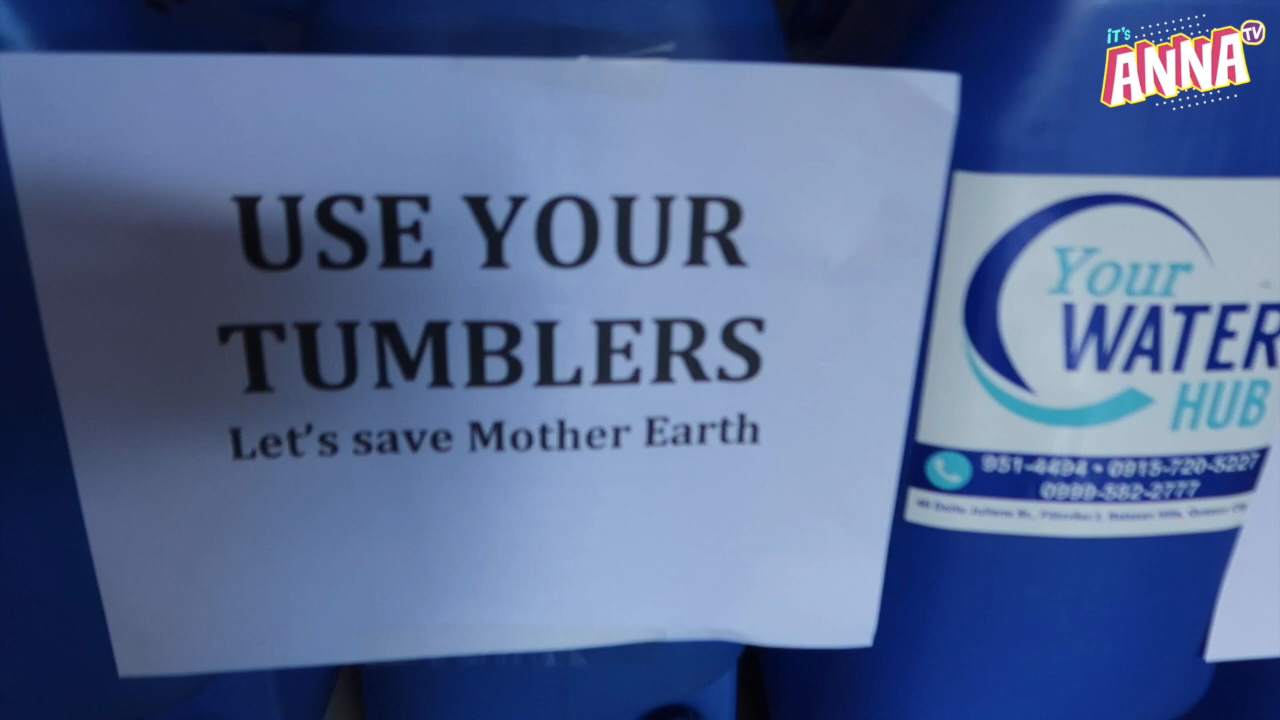 iT'S
ANNA
TV
USE YOUR
TUMBLERS
Let's save Mother Earth
Your
WATER
HUB
951-4494 • 0915-720-5227
0999-582-2777